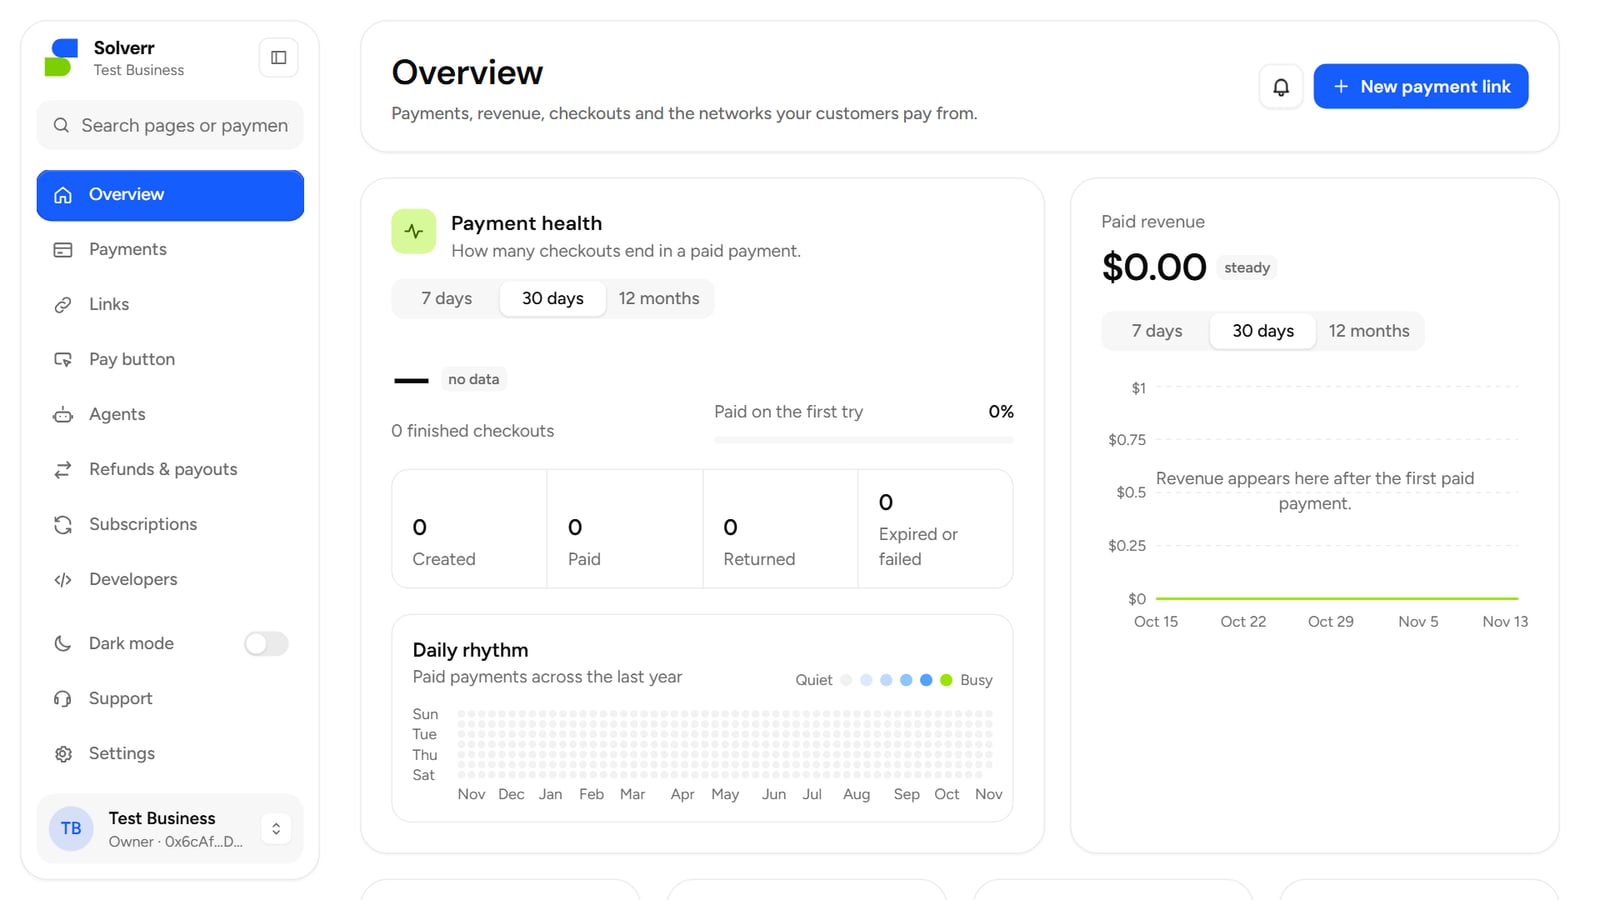 Solverr
Test Business
Search pages or paymen
Overview
Payments
Links
Pay button
Agents
Refunds & payouts
Subscriptions
Developers
Dark mode
Support
Settings
TB
Test Business
Owner · 0x6cAf...D...
Overview
Payments, revenue, checkouts and the networks your customers pay from.
New payment link
Payment health
How many checkouts end in a paid payment.
7 days 30 days 12 months
no data
0 finished checkouts
Paid on the first try 0%
0
Created
0
Paid
0
Returned
0
Expired or
failed
Daily rhythm
Paid payments across the last year
Quiet Busy
Sun
Tue
Thu
Sat
Nov Dec Jan Feb Mar Apr May Jun Jul Aug Sep Oct Nov
Paid revenue
$0.00 steady
7 days 30 days 12 months
$1
$0.75
$0.5
$0.25
$0
Revenue appears here after the first paid
payment.
Oct 15 Oct 22 Oct 29 Nov 5 Nov 13